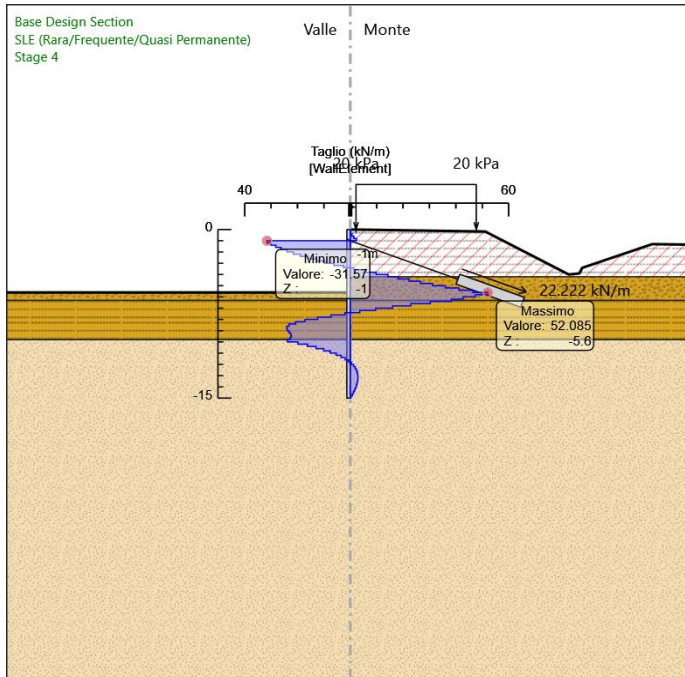 Base Design Section
SLE (Rara/Frequente/Quasi Permanente)
Stage 4
Valle
Monte
Taglio (kN/m)
[WallElement]
20 kPa
20 kPa
40
60
0
-1m
Minimo
Valore: -31.57
Z : -1
22.222 kN/m
Massimo
Valore: 52.085
Z : -5.6
-15